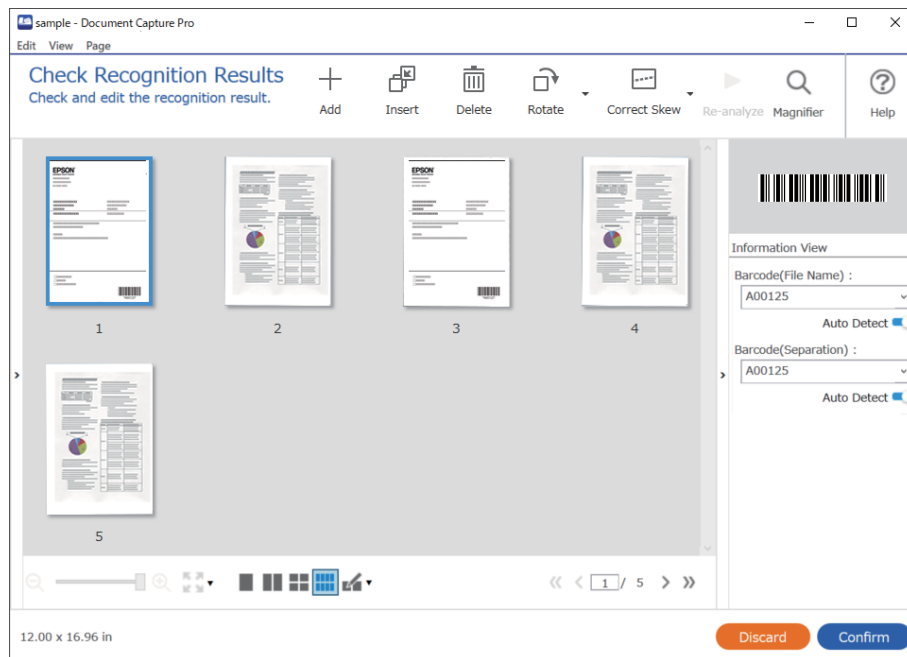 sample - Document Capture Pro
Edit View Page
Check Recognition Results
Check and edit the recognition result.
Add
Insert
Delete
Rotate
Correct Skew
Re-analyze
Magnifier
Help
EPSON
EPSON
1
2
3
4
5
Information View
Barcode(File Name) :
A00125
Auto Detect
Barcode(Separation) :
A00125
Auto Detect
1 / 5
12.00 x 16.96 in
Discard
Confirm